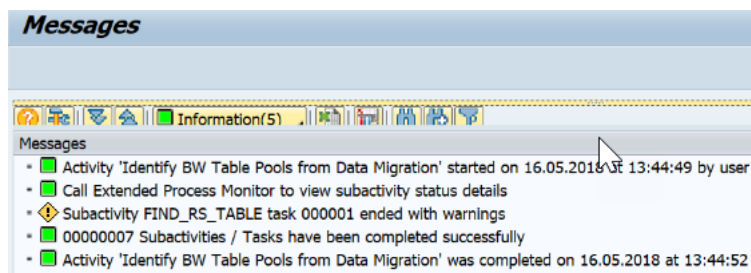 Messages
Information(5)
Messages
Activity 'Identify BW Table Pools from Data Migration' started on 16.05.2018 at 13:44:49 by user
Call Extended Process Monitor to view subactivity status details
Subactivity FIND_RS_TABLE task 000001 ended with warnings
00000007 Subactivities / Tasks have been completed successfully
Activity 'Identify BW Table Pools from Data Migration' was completed on 16.05.2018 at 13:44:52